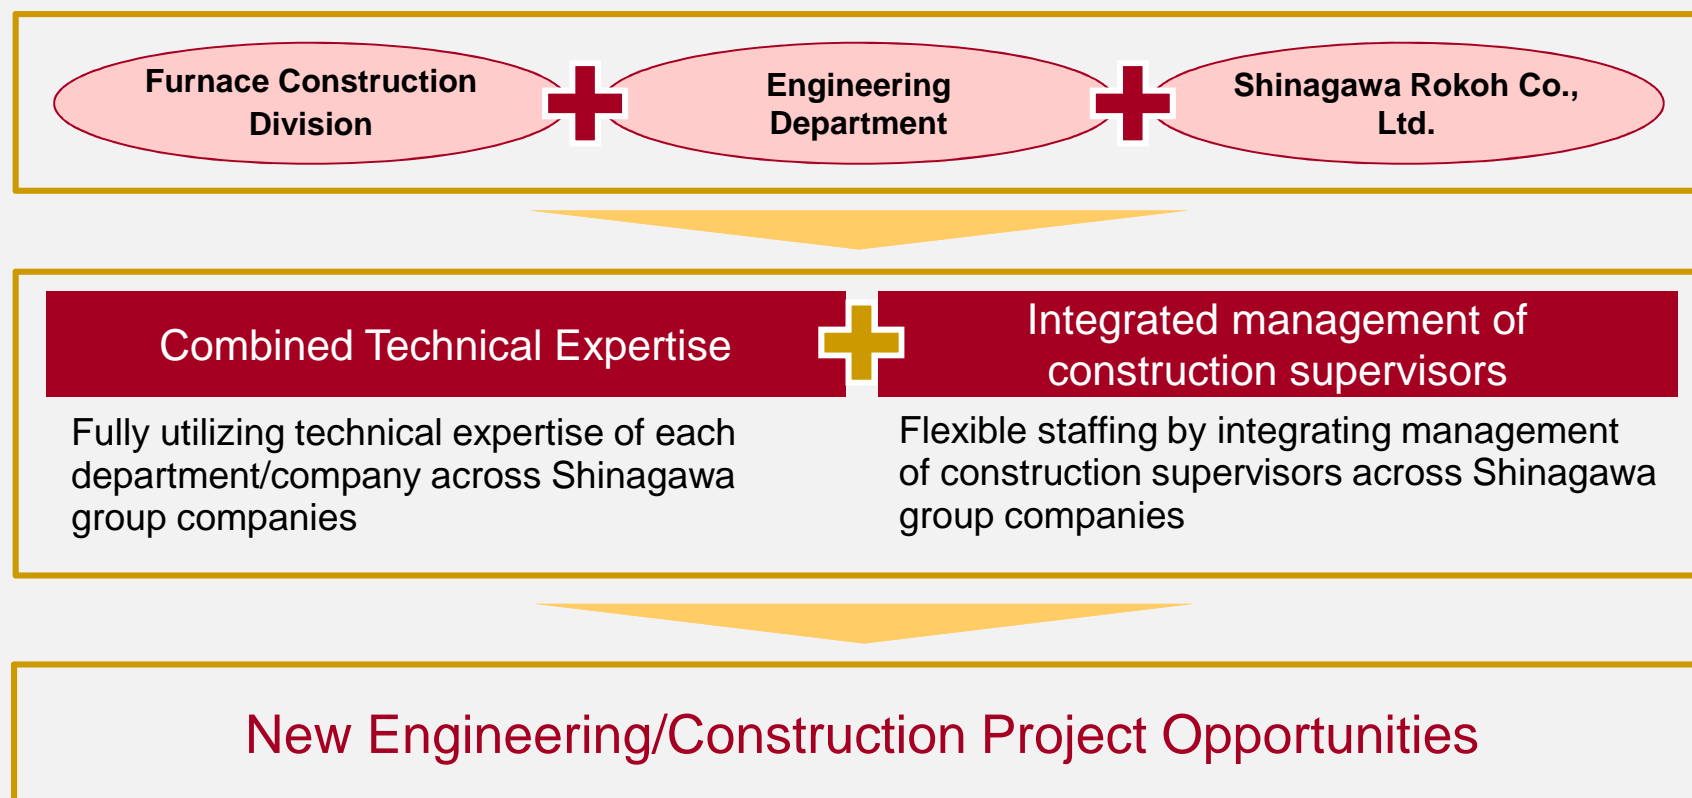 Furnace Construction
Division
Engineering
Department
Shinagawa Rokoh Co.,
Ltd.
Combined Technical Expertise
Integrated management of
construction supervisors
Fully utilizing technical expertise of each
department/company across Shinagawa
group companies
Flexible staffing by integrating management
of construction supervisors across Shinagawa
group companies
New Engineering/Construction Project Opportunities